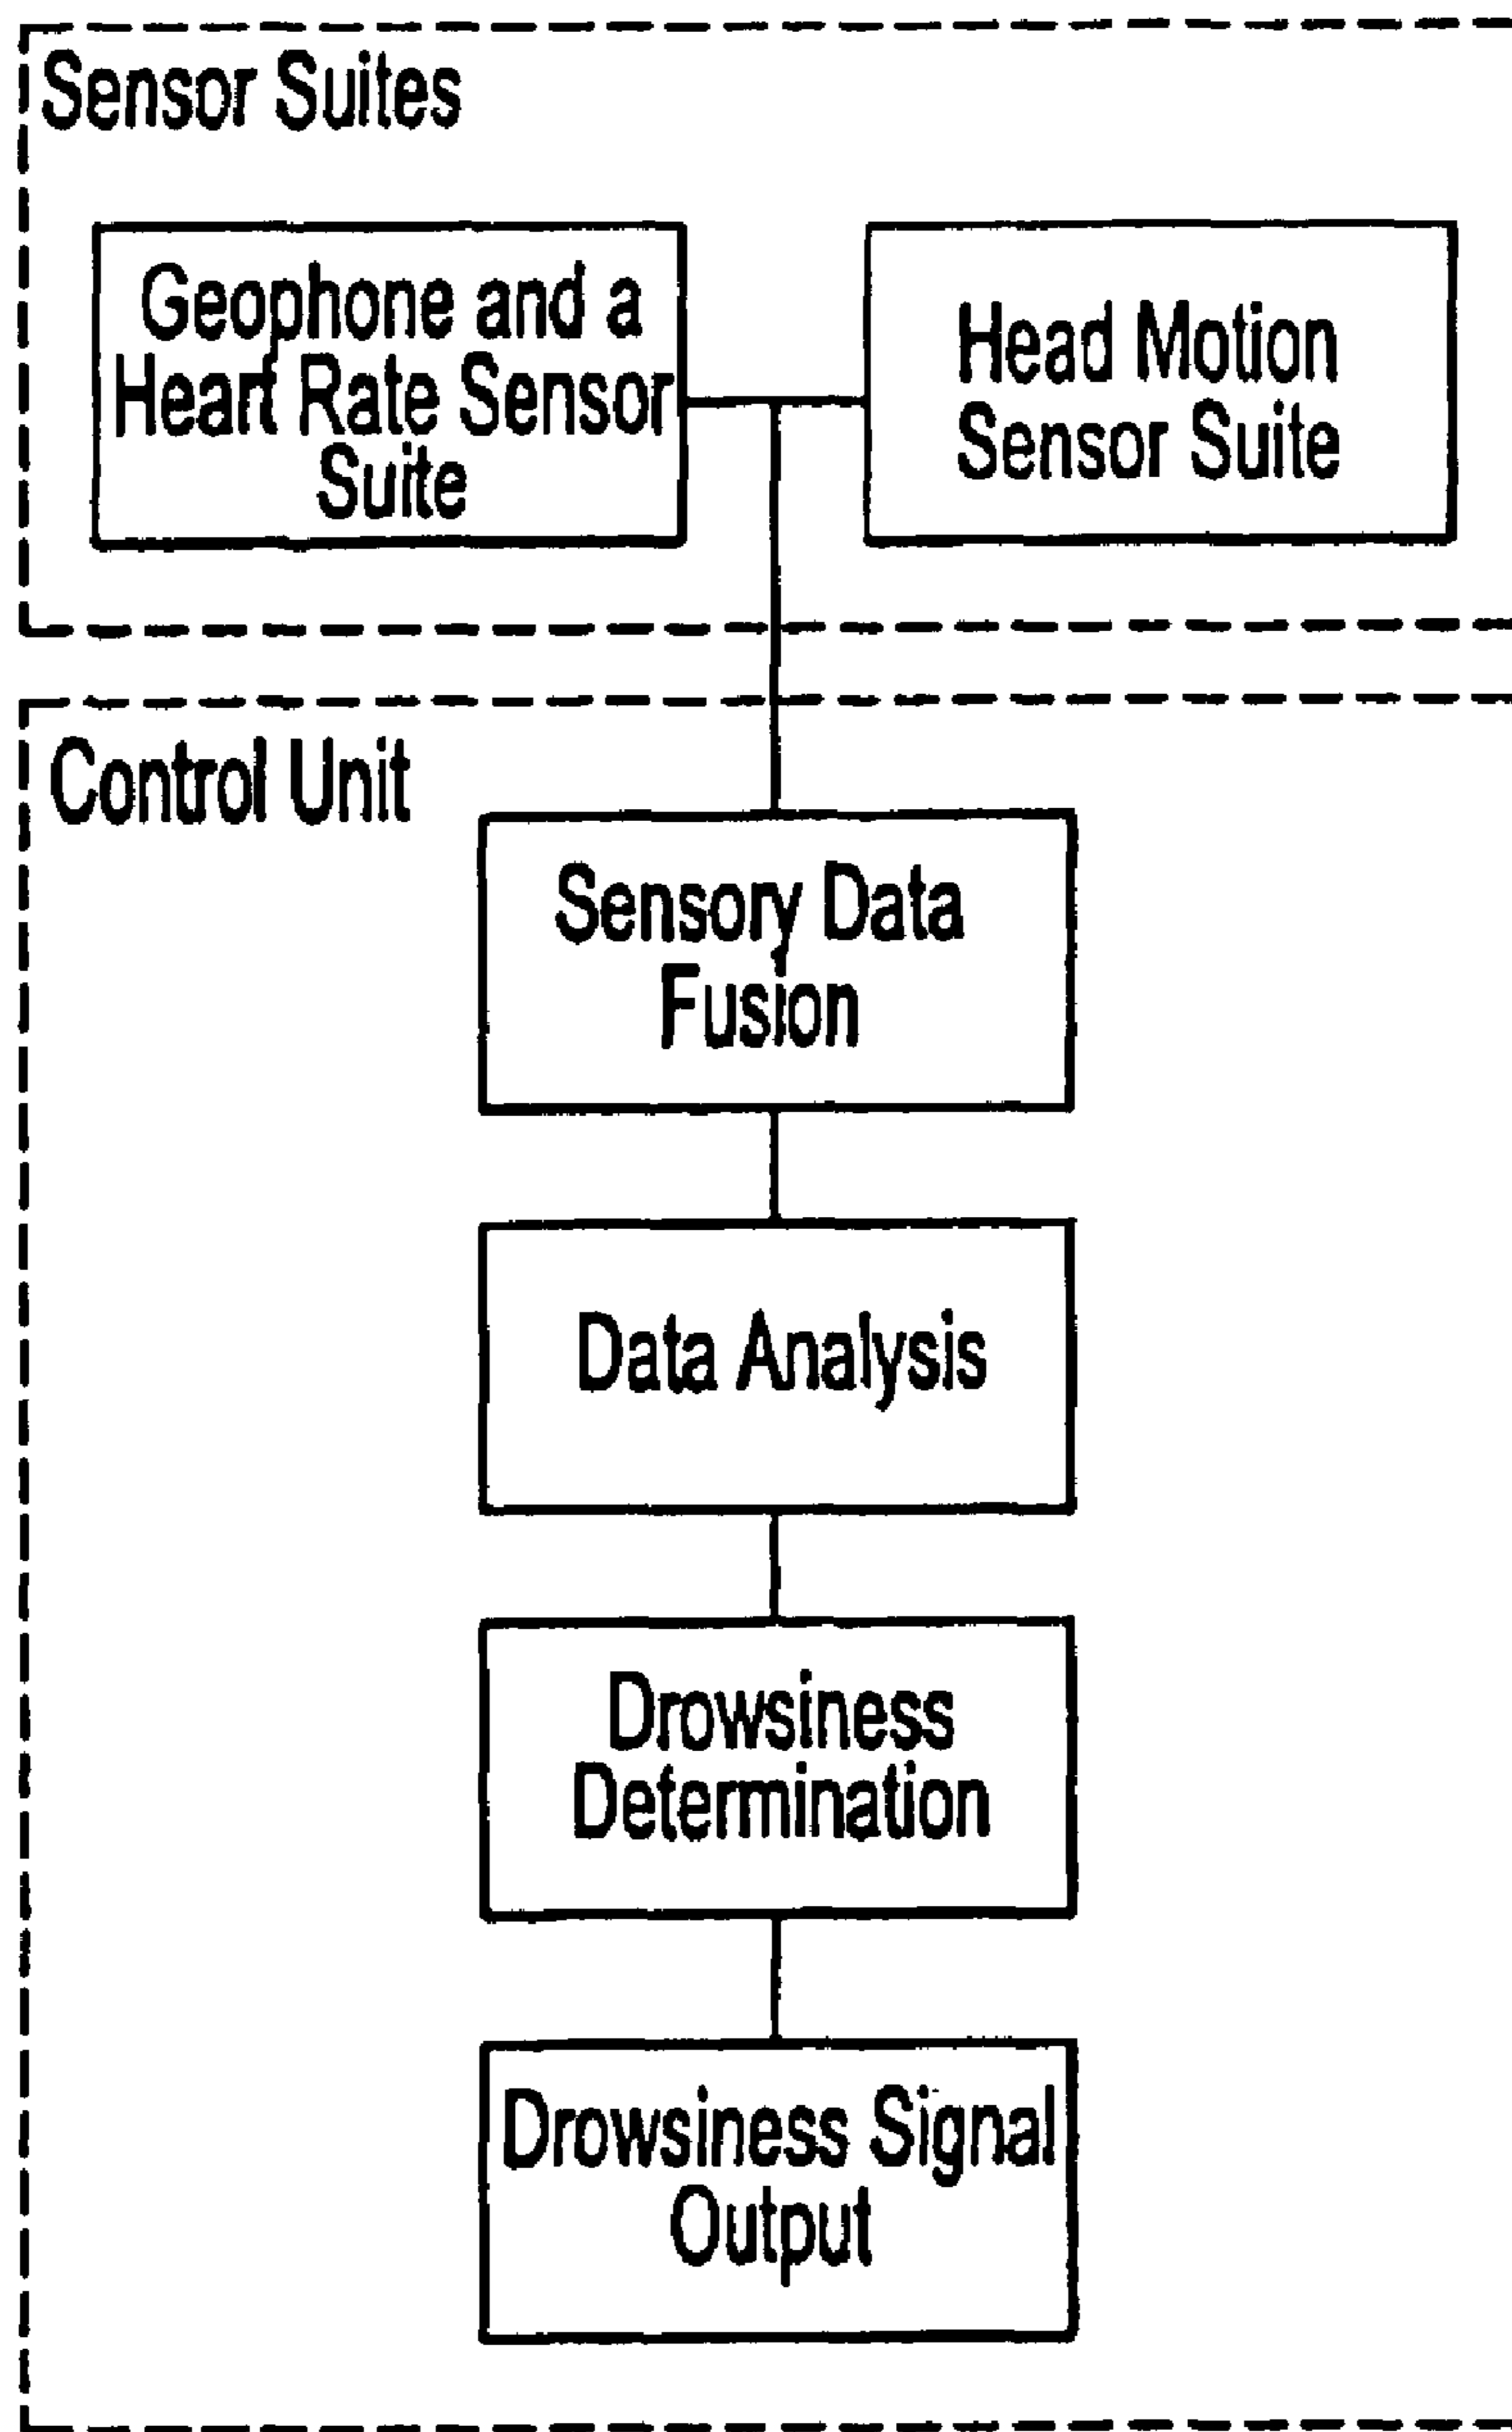 Sensor Suites
Geophone and a
Heart Rate Sensor
Suite
Head Motion
Sensor Suite
Control Unit
Sensory Data
Fusion
Data Analysis
Drowsiness
Determination
Drowsiness Signal
Output